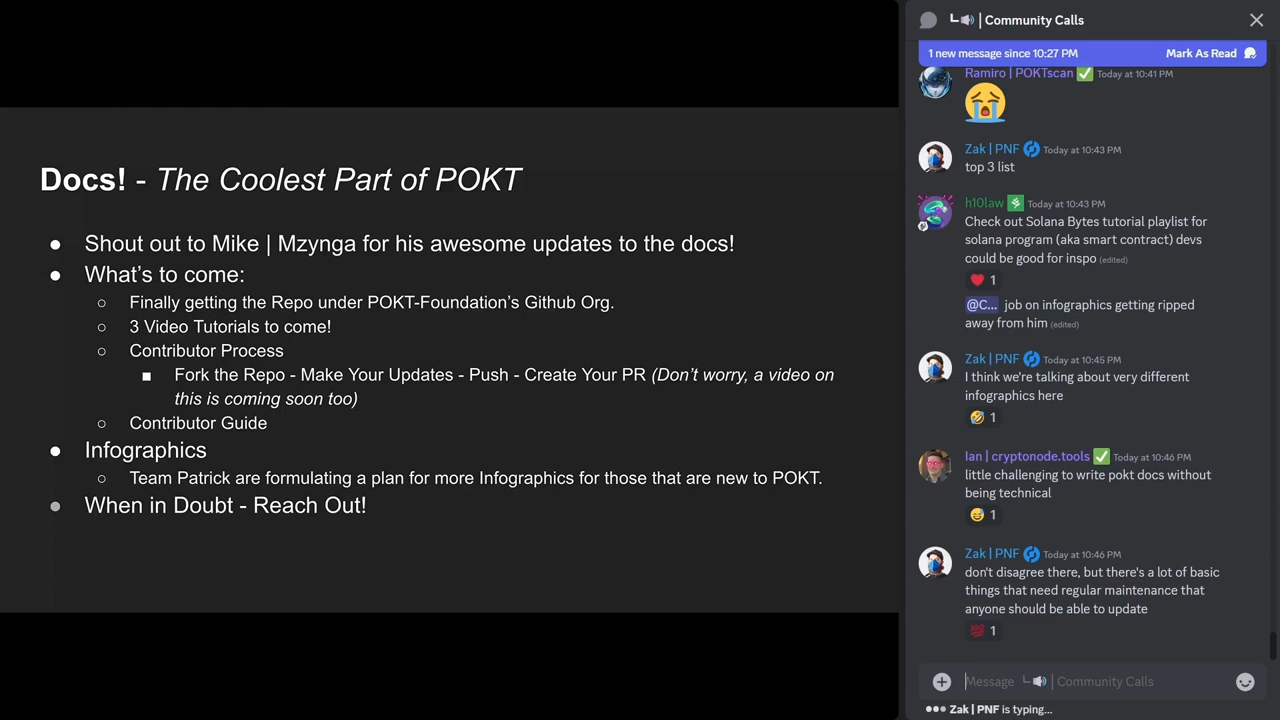 Docs! - The Coolest Part of POKT
● Shout out to Mike | Mzynga for his awesome updates to the docs!
● What's to come:
○ Finally getting the Repo under POKT-Foundation's Github Org.
○ 3 Video Tutorials to come!
○ Contributor Process
■ Fork the Repo - Make Your Updates - Push - Create Your PR (Don't worry, a video on
this is coming soon too)
○ Contributor Guide
● Infographics
○ Team Patrick are formulating a plan for more Infographics for those that are new to POKT.
● When in Doubt - Reach Out!
| Community Calls
1 new message since 10:27 PM Mark As Read
Ramiro | POKTscan Today at 10:41 PM
Zak | PNF Today at 10:43 PM
top 3 list
h10law Today at 10:43 PM
Check out Solana Bytes tutorial playlist for
solana program (aka smart contract) devs
could be good for inspo (edited)
1
@C... job on infographics getting ripped
away from him (edited)
Zak | PNF Today at 10:45 PM
I think we're talking about very different
infographics here
1
Ian | cryptonode.tools Today at 10:46 PM
little challenging to write pokt docs without
being technical
1
Zak | PNF Today at 10:46 PM
don't disagree there, but there's a lot of basic
things that need regular maintenance that
anyone should be able to update
1
Message | Community Calls
Zak | PNF is typing...